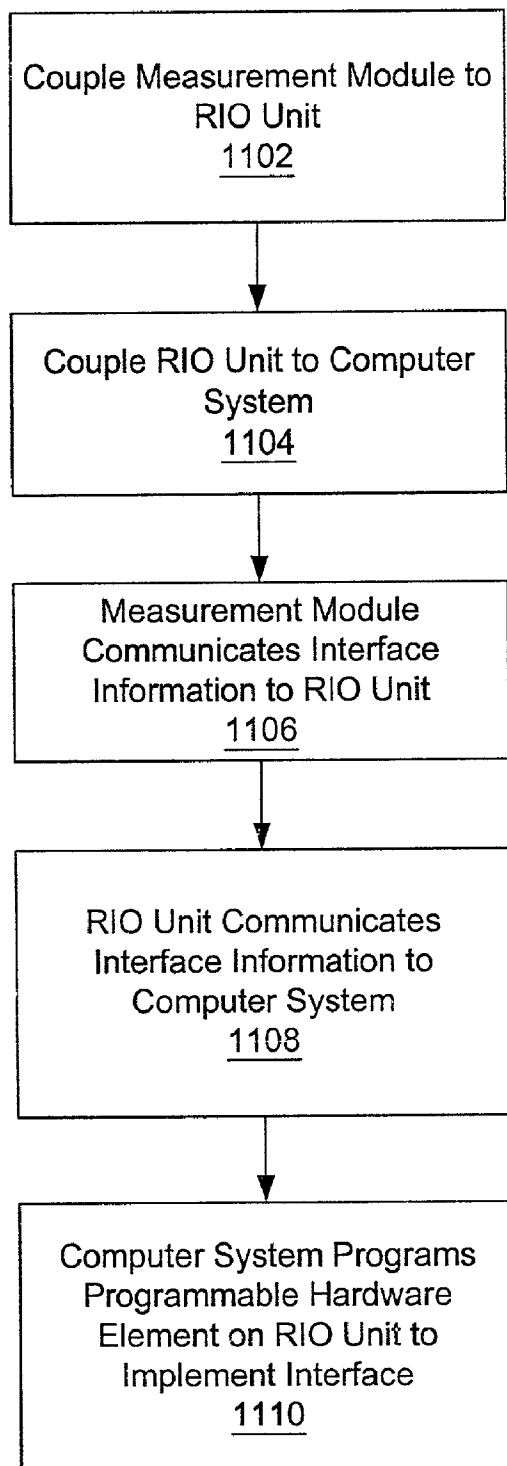 Couple Measurement Module to
RIO Unit
1102
Couple RIO Unit to Computer
System
1104
Measurement Module
Communicates Interface
Information to RIO Unit
1106
RIO Unit Communicates
Interface Information to
Computer System
1108
Computer System Programs
Programmable Hardware
Element on RIO Unit to
Implement Interface
1110